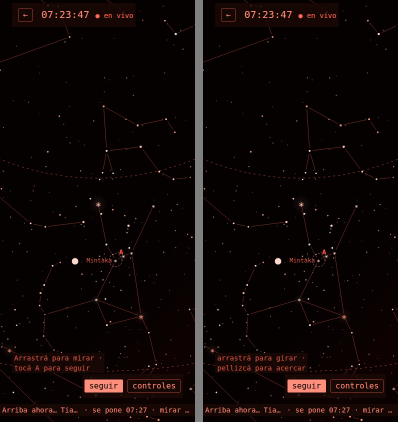 ← 07:23:47 ● en vivo
A
Mintaka
Arrastrá para mirar ·
tocá A para seguir
seguir controles
Arriba ahora… Tia… · se pone 07:27 · mirar …
← 07:23:47 ● en vivo
A
Mintaka
arrastrá para girar ·
pellizcá para acercar
seguir controles
Arriba ahora… Tia… · se pone 07:27 · mirar …